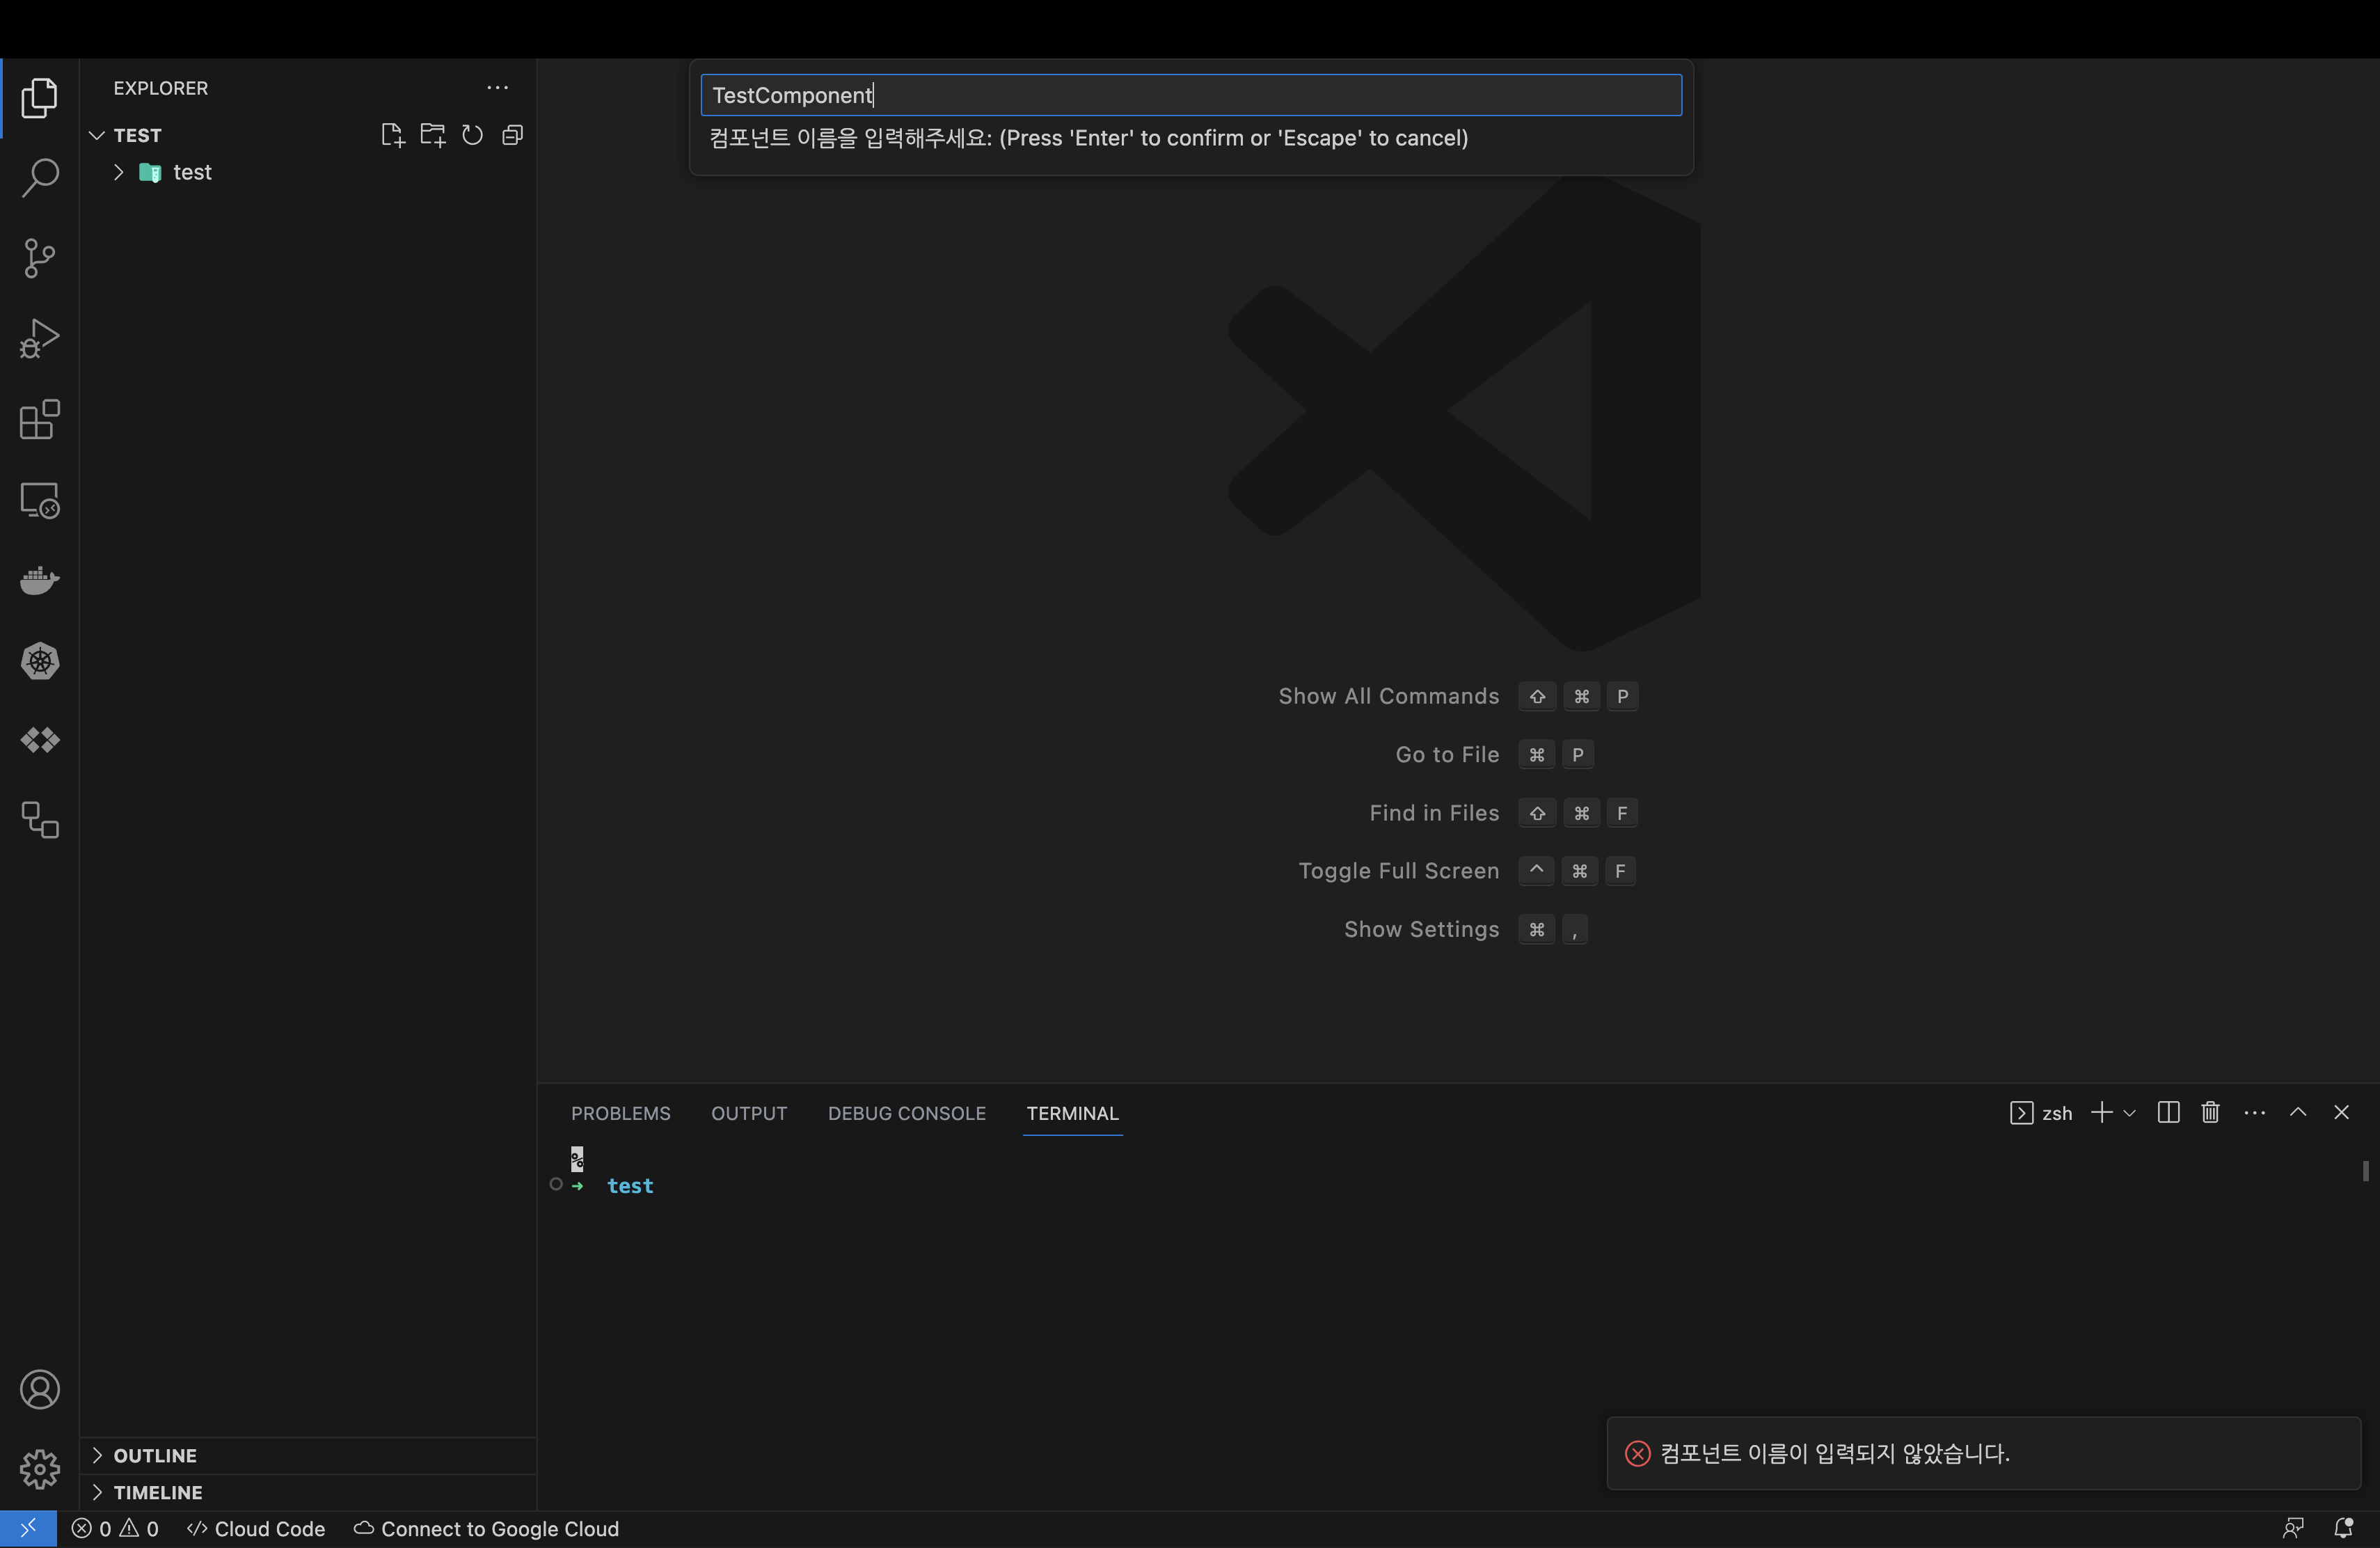 EXPLORER
TEST
test
TestComponent
컴포넌트 이름을 입력해주세요: (Press 'Enter' to confirm or 'Escape' to cancel)
Show All Commands ⇧ ⌘ P
Go to File ⌘ P
Find in Files ⇧ ⌘ F
Toggle Full Screen ^ ⌘ F
Show Settings ⌘ ,
PROBLEMS OUTPUT DEBUG CONSOLE TERMINAL zsh
%
➜ test
OUTLINE
TIMELINE
컴포넌트 이름이 입력되지 않았습니다.
0 0 Cloud Code Connect to Google Cloud